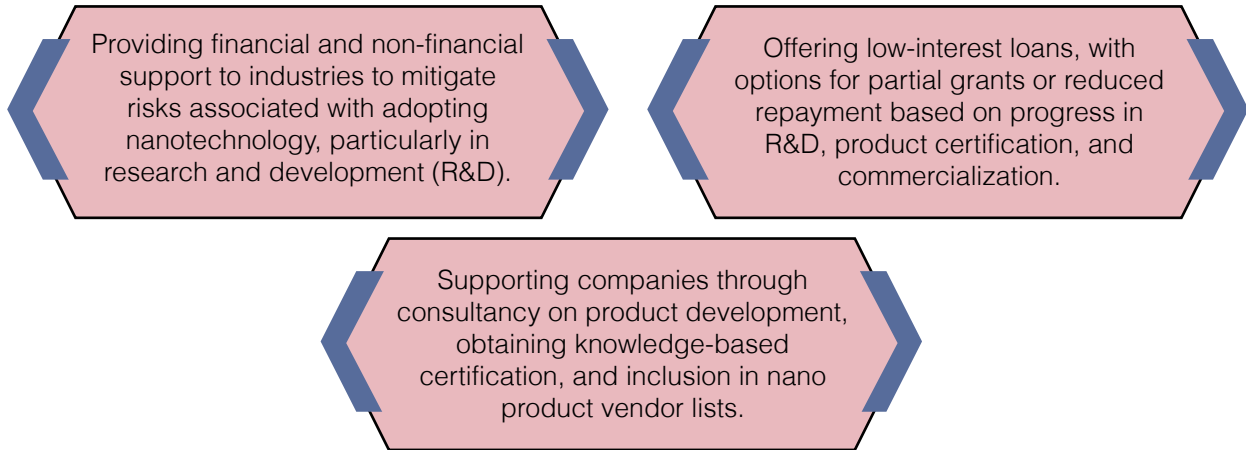 Providing financial and non-financial
support to industries to mitigate
risks associated with adopting
nanotechnology, particularly in
research and development (R&D).
Offering low-interest loans, with
options for partial grants or reduced
repayment based on progress in
R&D, product certification, and
commercialization.
Supporting companies through
consultancy on product development,
obtaining knowledge-based
certification, and inclusion in nano
product vendor lists.